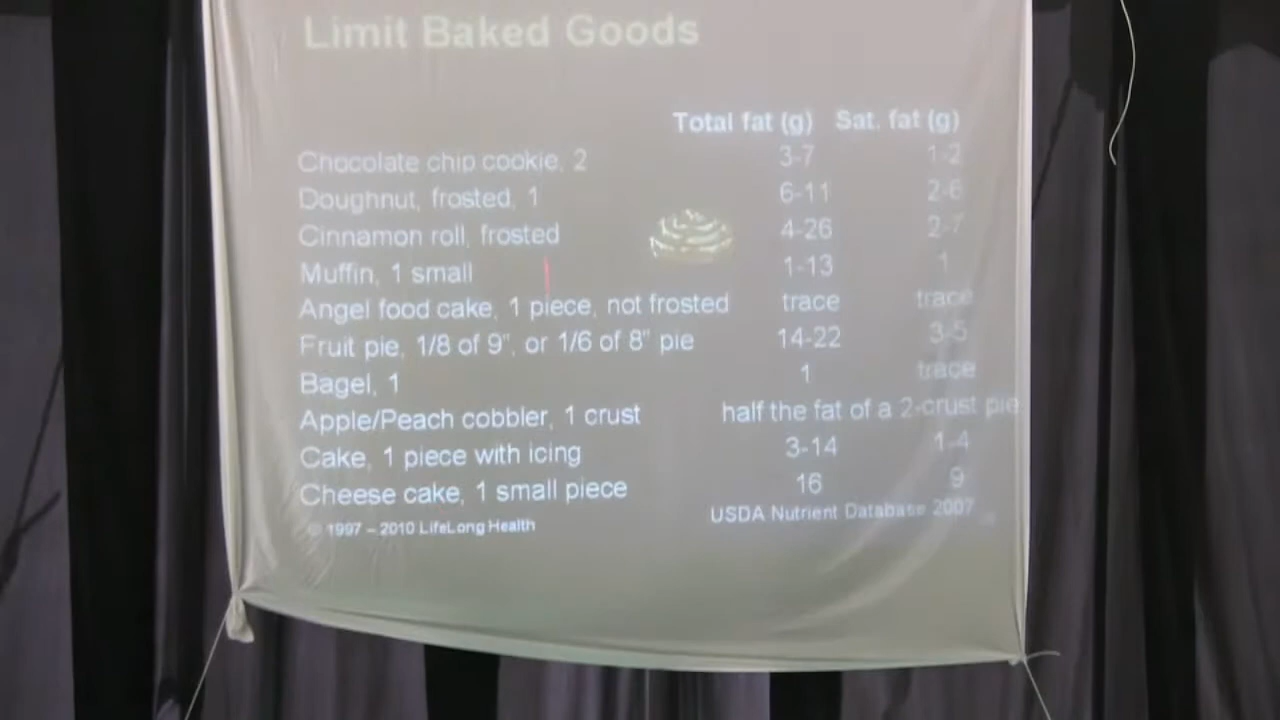 Limit Baked Goods
Total fat (g) Sat. fat (g)
Chocolate chip cookie, 2 3-7 1-2
Doughnut, frosted, 1 6-11 2-6
Cinnamon roll, frosted 4-26 2-7
Muffin, 1 small 1-13 1
Angel food cake, 1 piece, not frosted trace trace
Fruit pie, 1/8 of 9", or 1/6 of 8" pie 14-22 3-5
Bagel, 1 1 trace
Apple/Peach cobbler, 1 crust half the fat of a 2-crust pie
Cake, 1 piece with icing 3-14 1-4
Cheese cake, 1 small piece 16 9
© 1997 – 2010 LifeLong Health USDA Nutrient Database 2007